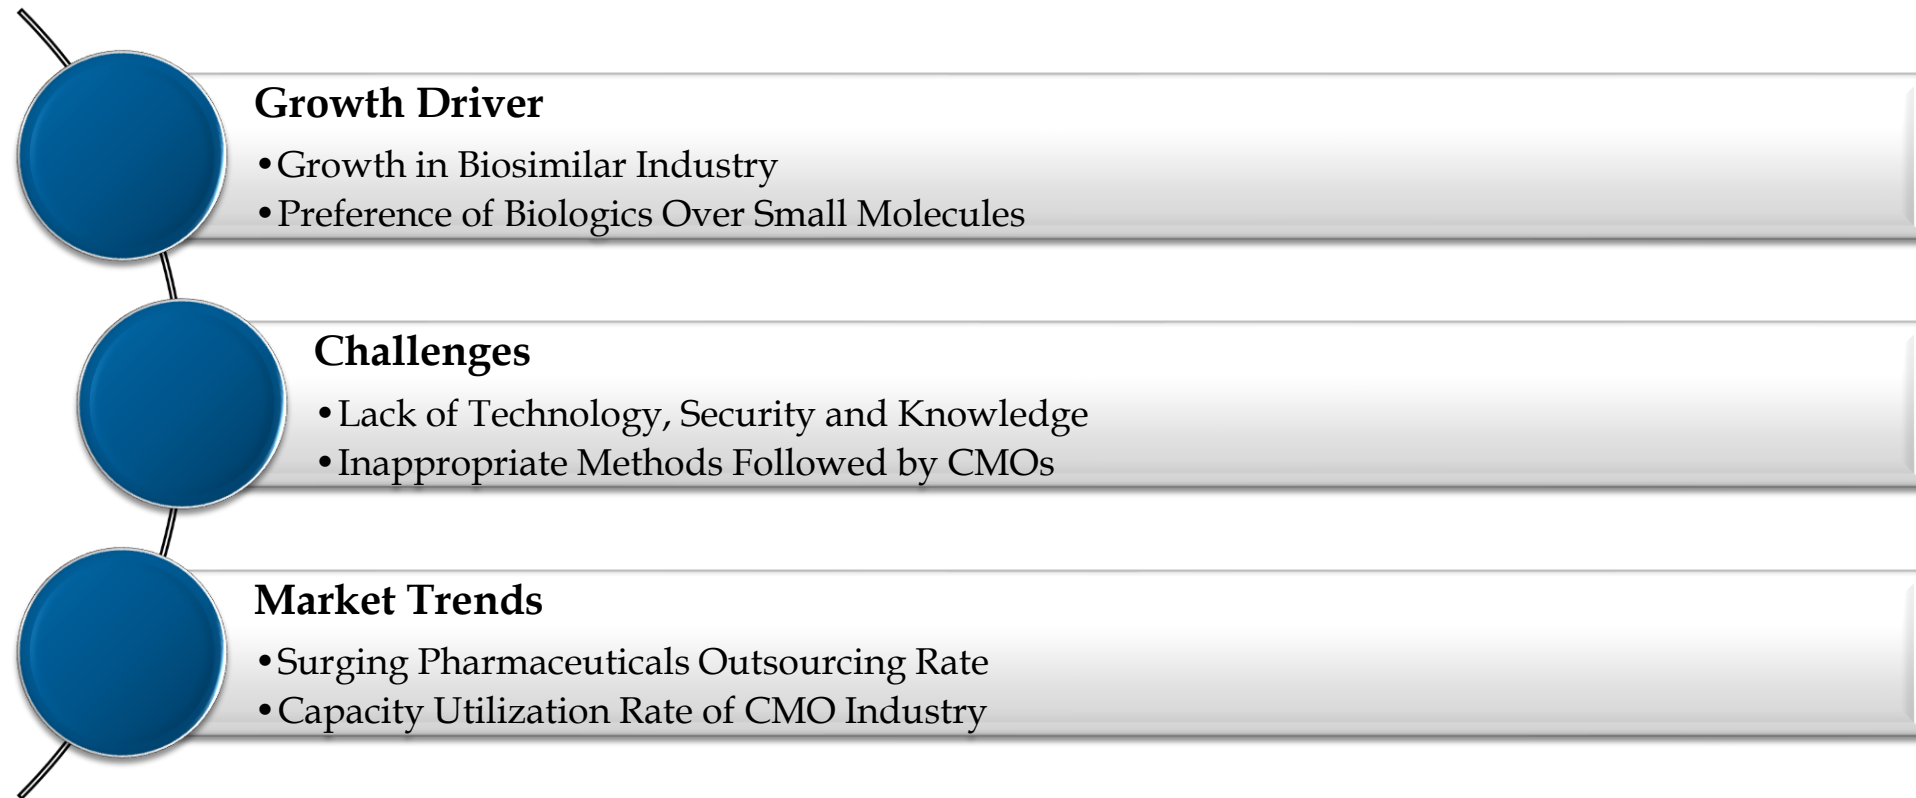 Growth Driver
•Growth in Biosimilar Industry
•Preference of Biologics Over Small Molecules
Challenges
•Lack of Technology, Security and Knowledge
•Inappropriate Methods Followed by CMOs
Market Trends
•Surging Pharmaceuticals Outsourcing Rate
•Capacity Utilization Rate of CMO Industry